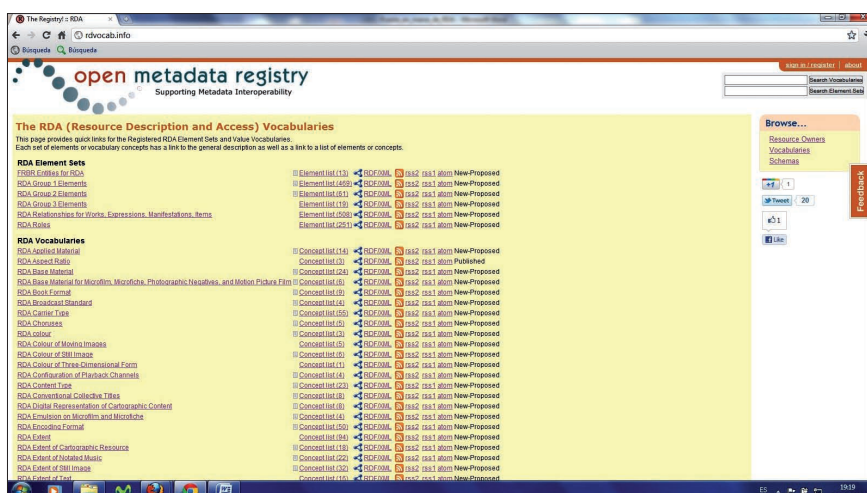 The Registry! :: RDA
rdvocab.info
Búsqueda Búsqueda
sign in / register | about
open metadata registry
Supporting Metadata Interoperability
Search Vocabularies
Search Element Sets
The RDA (Resource Description and Access) Vocabularies
This page provides quick links for the Registered RDA Element Sets and Value Vocabularies.
Each set of elements or vocabulary concepts has a link to the general description as well as a link to a list of elements or concepts.
RDA Element Sets
FRBR Entities for RDA Element list (13) RDF/XML rss2 rss1 atom New-Proposed
RDA Group 1 Elements Element list (469) RDF/XML rss2 rss1 atom New-Proposed
RDA Group 2 Elements Element list (61) RDF/XML rss2 rss1 atom New-Proposed
RDA Group 3 Elements Element list (19) RDF/XML rss2 rss1 atom New-Proposed
RDA Relationships for Works, Expressions, Manifestations, Items Element list (508) RDF/XML rss2 rss1 atom New-Proposed
RDA Roles Element list (251) RDF/XML rss2 rss1 atom New-Proposed
RDA Vocabularies
RDA Applied Material Concept list (14) RDF/XML rss2 rss1 atom New-Proposed
RDA Aspect Ratio Concept list (3) RDF/XML rss2 rss1 atom Published
RDA Base Material Concept list (24) RDF/XML rss2 rss1 atom New-Proposed
RDA Base Material for Microfilm, Microfiche, Photographic Negatives, and Motion Picture Film Concept list (6) RDF/XML rss2 rss1 atom New-Proposed
RDA Book Format Concept list (9) RDF/XML rss2 rss1 atom New-Proposed
RDA Broadcast Standard Concept list (4) RDF/XML rss2 rss1 atom New-Proposed
RDA Carrier Type Concept list (55) RDF/XML rss2 rss1 atom New-Proposed
RDA Choruses Concept list (5) RDF/XML rss2 rss1 atom New-Proposed
RDA colour Concept list (3) RDF/XML rss2 rss1 atom New-Proposed
RDA Colour of Moving Images Concept list (5) RDF/XML rss2 rss1 atom New-Proposed
RDA Colour of Still Image Concept list (6) RDF/XML rss2 rss1 atom New-Proposed
RDA Colour of Three-Dimensional Form Concept list (1) RDF/XML rss2 rss1 atom New-Proposed
RDA Configuration of Playback Channels Concept list (4) RDF/XML rss2 rss1 atom New-Proposed
RDA Content Type Concept list (23) RDF/XML rss2 rss1 atom New-Proposed
RDA Conventional Collective Titles Concept list (8) RDF/XML rss2 rss1 atom New-Proposed
RDA Digital Representation of Cartographic Content Concept list (8) RDF/XML rss2 rss1 atom New-Proposed
RDA Emulsion on Microfilm and Microfiche Concept list (4) RDF/XML rss2 rss1 atom New-Proposed
RDA Encoding Format Concept list (50) RDF/XML rss2 rss1 atom New-Proposed
RDA Extent Concept list (94) RDF/XML rss2 rss1 atom New-Proposed
RDA Extent of Cartographic Resource Concept list (18) RDF/XML rss2 rss1 atom New-Proposed
RDA Extent of Notated Music Concept list (22) RDF/XML rss2 rss1 atom New-Proposed
RDA Extent of Still Image Concept list (32) RDF/XML rss2 rss1 atom New-Proposed
RDA Extent of Text Concept list (16) RDF/XML rss2 rss1 atom New-Proposed
Browse...
Resource Owners
Vocabularies
Schemas
+1 1
Tweet 20
1
Like
Feedback
ES 19:19